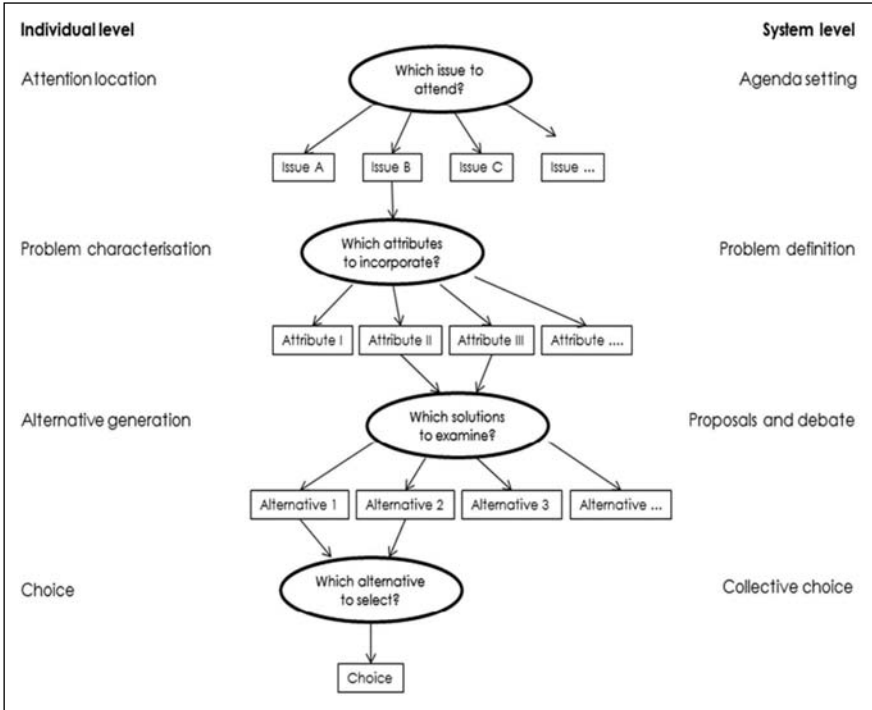 Individual level
System level
Attention location
Which issue to
attend?
Agenda setting
Issue A
Issue B
Issue C
Issue ...
Problem characterisation
Which attributes
to incorporate?
Problem definition
Attribute I
Attribute II
Attribute III
Attribute ....
Alternative generation
Which solutions
to examine?
Proposals and debate
Alternative 1
Alternative 2
Alternative 3
Alternative ...
Choice
Which alternative
to select?
Collective choice
Choice